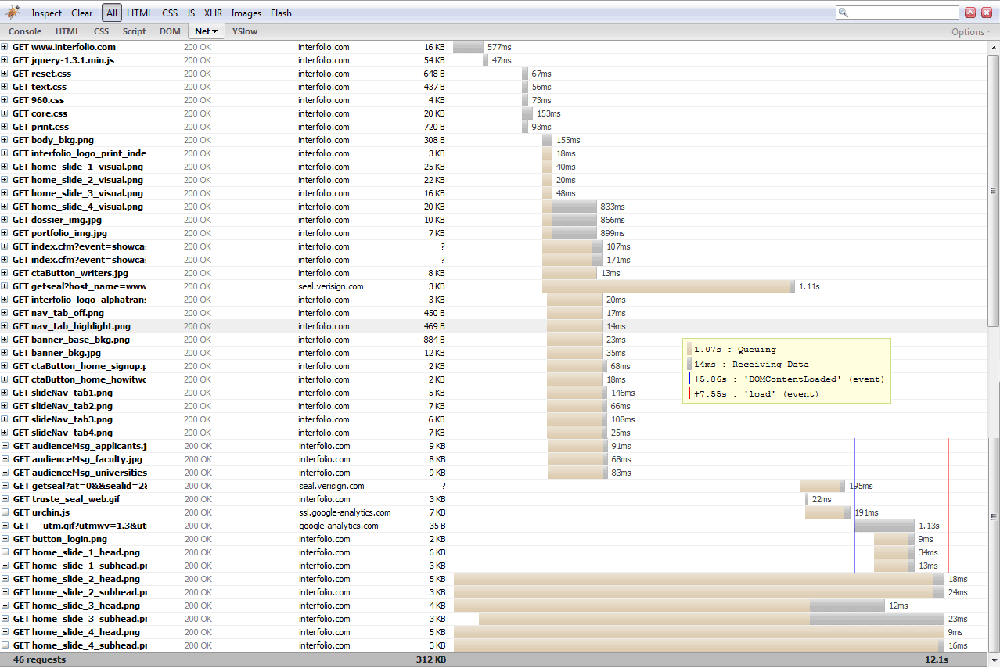 Inspect Clear All HTML CSS JS XHR Images Flash
Console HTML CSS Script DOM Net YSlow Options
GET www.interfolio.com 200 OK interfolio.com 16 KB 577ms
GET jquery-1.3.1.min.js 200 OK interfolio.com 54 KB 47ms
GET reset.css 200 OK interfolio.com 648 B 67ms
GET text.css 200 OK interfolio.com 437 B 56ms
GET 960.css 200 OK interfolio.com 4 KB 73ms
GET core.css 200 OK interfolio.com 20 KB 153ms
GET print.css 200 OK interfolio.com 720 B 93ms
GET body_bkg.png 200 OK interfolio.com 308 B 155ms
GET interfolio_logo_print_inde 200 OK interfolio.com 3 KB 18ms
GET home_slide_1_visual.png 200 OK interfolio.com 25 KB 40ms
GET home_slide_2_visual.png 200 OK interfolio.com 22 KB 20ms
GET home_slide_3_visual.png 200 OK interfolio.com 16 KB 48ms
GET home_slide_4_visual.png 200 OK interfolio.com 20 KB 833ms
GET dossier_img.jpg 200 OK interfolio.com 10 KB 866ms
GET portfolio_img.jpg 200 OK interfolio.com 7 KB 899ms
GET index.cfm?event=showcas 200 OK interfolio.com ? 107ms
GET index.cfm?event=showcas 200 OK interfolio.com ? 171ms
GET ctaButton_writers.jpg 200 OK interfolio.com 8 KB 13ms
GET getseal?host_name=www 200 OK seal.verisign.com 3 KB 1.11s
GET interfolio_logo_alphatrans 200 OK interfolio.com 3 KB 20ms
GET nav_tab_off.png 200 OK interfolio.com 450 B 17ms
GET nav_tab_highlight.png 200 OK interfolio.com 469 B 14ms
GET banner_base_bkg.png 200 OK interfolio.com 884 B 23ms
GET banner_bkg.jpg 200 OK interfolio.com 12 KB 35ms
GET ctaButton_home_signup.p 200 OK interfolio.com 2 KB 68ms
GET ctaButton_home_howitwo 200 OK interfolio.com 2 KB 18ms
GET slideNav_tab1.png 200 OK interfolio.com 5 KB 146ms
GET slideNav_tab2.png 200 OK interfolio.com 7 KB 66ms
GET slideNav_tab3.png 200 OK interfolio.com 6 KB 108ms
GET slideNav_tab4.png 200 OK interfolio.com 7 KB 25ms
1.07s : Queuing
14ms : Receiving Data
+5.86s : 'DOMContentLoaded' (event)
+7.55s : 'load' (event)
GET audienceMsg_applicants.j 200 OK interfolio.com 9 KB 91ms
GET audienceMsg_faculty.jpg 200 OK interfolio.com 8 KB 68ms
GET audienceMsg_universities 200 OK interfolio.com 9 KB 83ms
GET getseal?at=0&&sealid=2& 200 OK seal.verisign.com ? 195ms
GET truste_seal_web.gif 200 OK interfolio.com 3 KB 22ms
GET urchin.js 200 OK ssl.google-analytics.com 7 KB 191ms
GET __utm.gif?utmwv=1.3&ut 200 OK google-analytics.com 35 B 1.13s
GET button_login.png 200 OK interfolio.com 2 KB 9ms
GET home_slide_1_head.png 200 OK interfolio.com 6 KB 34ms
GET home_slide_1_subhead.pr 200 OK interfolio.com 3 KB 13ms
GET home_slide_2_head.png 200 OK interfolio.com 5 KB 18ms
GET home_slide_2_subhead.pr 200 OK interfolio.com 3 KB 24ms
GET home_slide_3_head.png 200 OK interfolio.com 4 KB 12ms
GET home_slide_3_subhead.pr 200 OK interfolio.com 3 KB 23ms
GET home_slide_4_head.png 200 OK interfolio.com 5 KB 9ms
GET home_slide_4_subhead.pr 200 OK interfolio.com 3 KB 16ms
46 requests 312 KB 12.1s